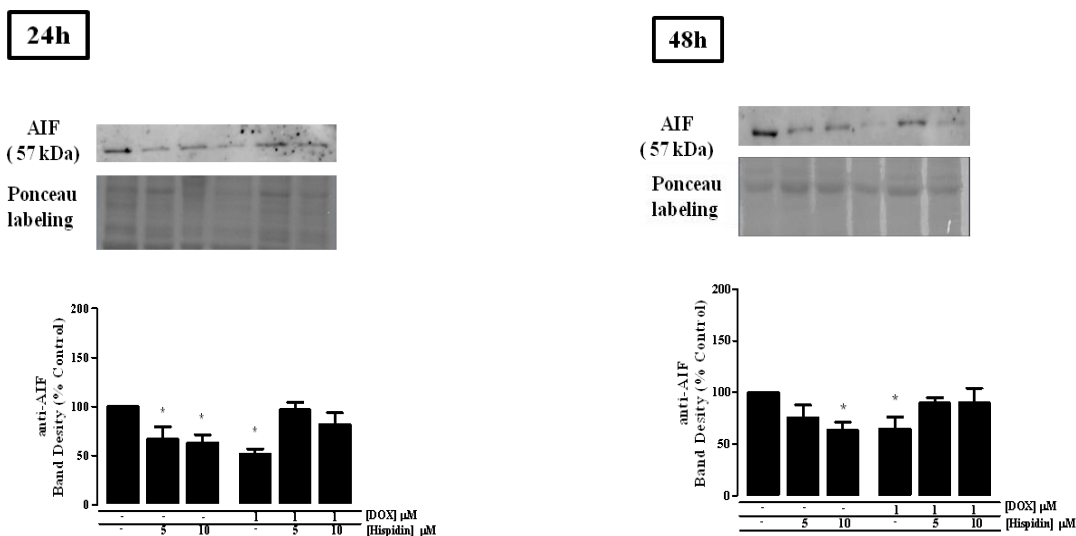 24h
AIF
( 57 kDa)
Ponceau
labeling
anti-AIF
Band Desity (% Control)
200
150
100
50
0
* * *
- - - 1 1 1 [DOX] µM
- 5 10 - 5 10 [Hispidin] µM
48h
AIF
( 57 kDa)
Ponceau
labeling
anti-AIF
Band Desity (% Control)
200
150
100
50
0
* *
- - - 1 1 1 [DOX] µM
- 5 10 - 5 10 [Hispidin] µM